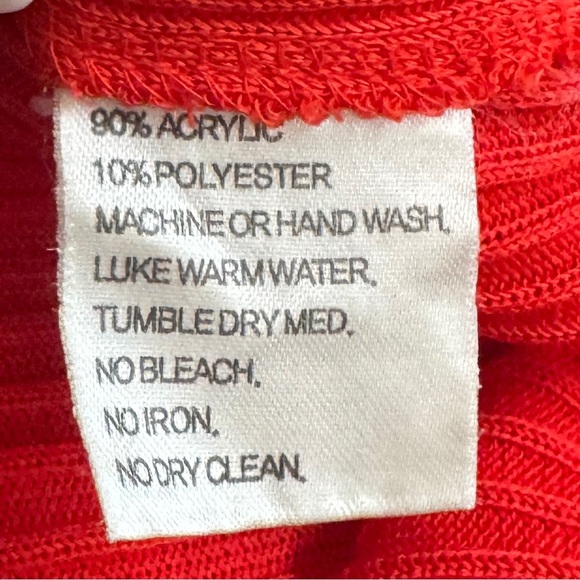 90% ACRYLIC
10% POLYESTER
MACHINE OR HAND WASH.
LUKE WARM WATER.
TUMBLE DRY MED.
NO BLEACH.
NO IRON.
NO DRY CLEAN.